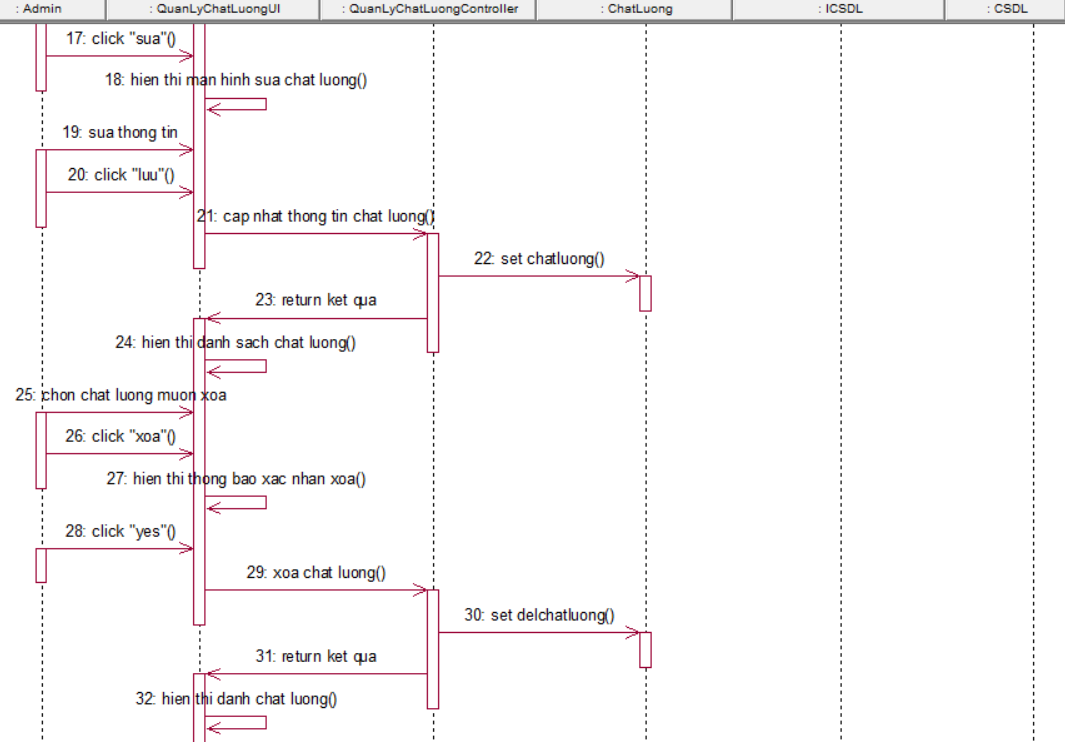 : Admin
: QuanLyChatLuongUI
: QuanLyChatLuongController
: ChatLuong
: ICSDL
: CSDL
17: click "sua"()
18: hien thi man hinh sua chat luong()
19: sua thong tin
20: click "luu"()
21: cap nhat thong tin chat luong()
22: set chatluong()
23: return ket qua
24: hien thi danh sach chat luong()
25: chon chat luong muon xoa
26: click "xoa"()
27: hien thi thong bao xac nhan xoa()
28: click "yes"()
29: xoa chat luong()
30: set delchatluong()
31: return ket qua
32: hien thi danh chat luong()